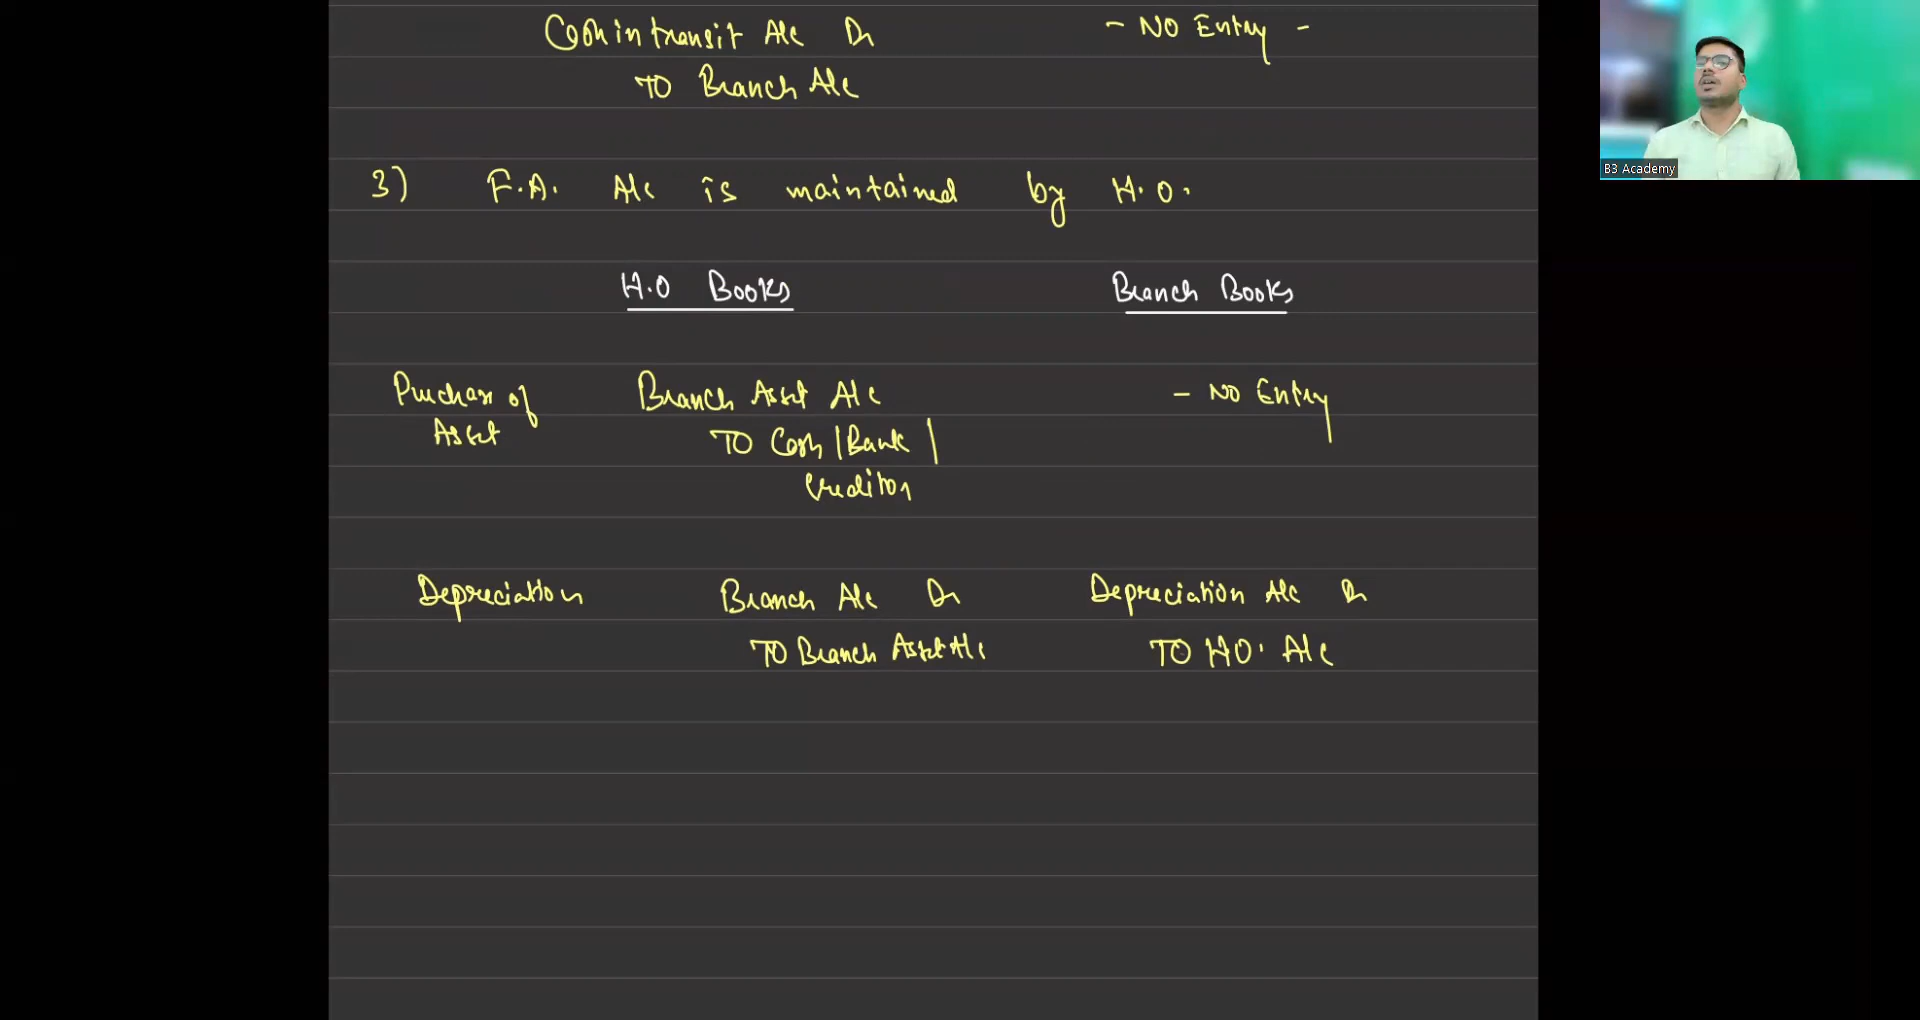 Cash in transit A/c Dr
- NO Entry -
TO Branch A/c
B3 Academy
3) F.A. A/c is maintained by H.O.
H.O Books
Branch Books
Purchase of
Asset
Branch Asset A/c
TO Cash | Bank |
Creditor
- NO Entry
Depreciation
Branch A/c Dr
TO Branch Asset A/c
Depreciation A/c Dr
TO HO. A/c